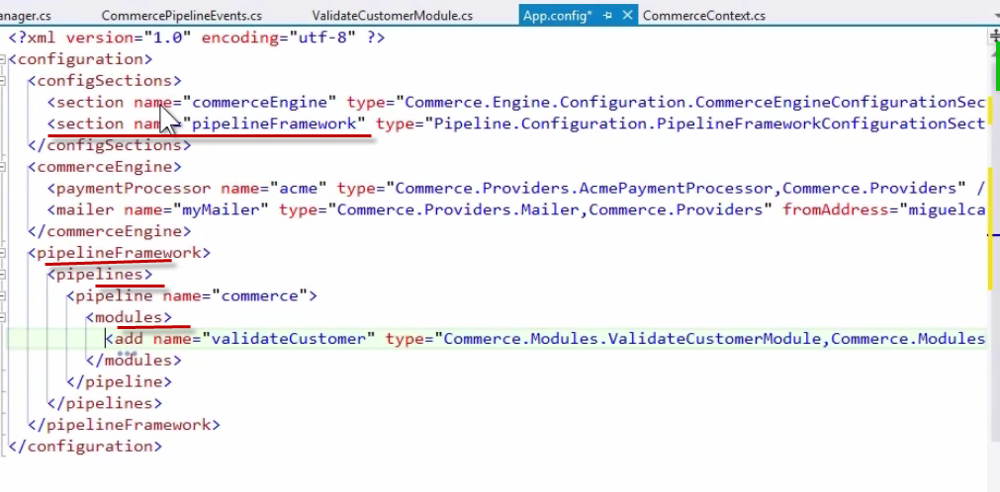 anager.cs CommercePipelineEvents.cs ValidateCustomerModule.cs App.config* CommerceContext.cs
<?xml version="1.0" encoding="utf-8" ?>
<configuration>
<configSections>
<section name="commerceEngine" type="Commerce.Engine.Configuration.CommerceEngineConfigurationSec
<section name="pipelineFramework" type="Pipeline.Configuration.PipelineFrameworkConfigurationSect
</configSections>
<commerceEngine>
<paymentProcessor name="acme" type="Commerce.Providers.AcmePaymentProcessor,Commerce.Providers" /
<mailer name="myMailer" type="Commerce.Providers.Mailer,Commerce.Providers" fromAddress="miguelca
</commerceEngine>
<pipelineFramework>
<pipelines>
<pipeline name="commerce">
<modules>
<add name="validateCustomer" type="Commerce.Modules.ValidateCustomerModule,Commerce.Modules
</modules>
</pipeline>
</pipelines>
</pipelineFramework>
</configuration>